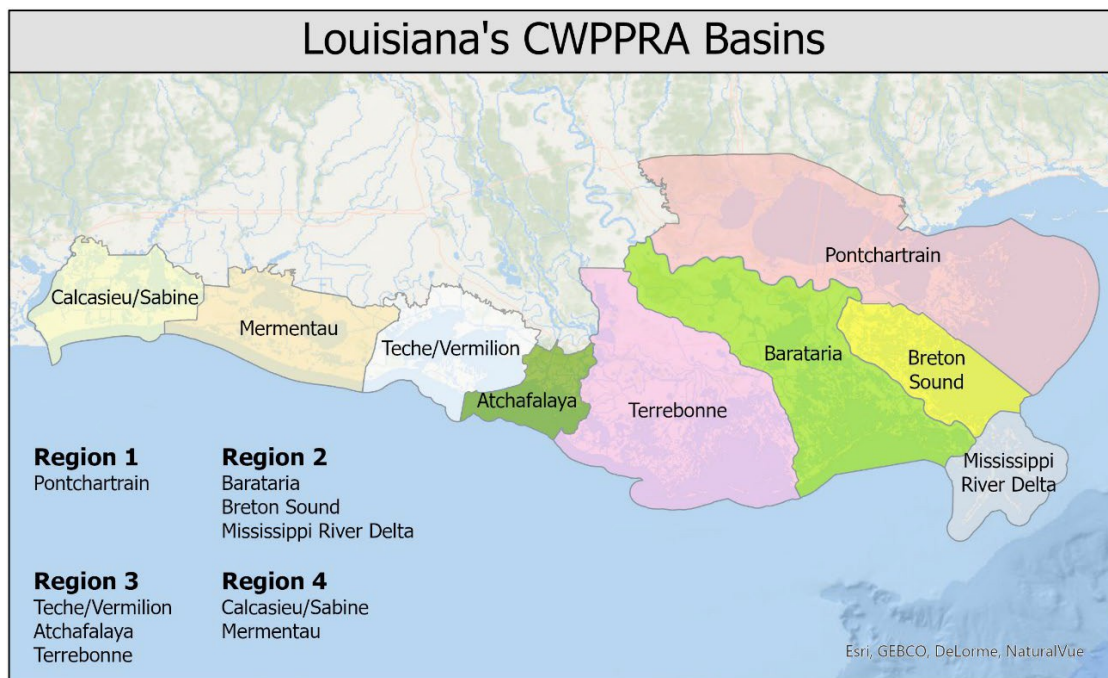 Louisiana's CWPPRA Basins
Pontchartrain
Calcasieu/Sabine
Mermentau
Teche/Vermilion
Atchafalaya
Terrebonne
Barataria
Breton
Sound
Mississippi
River Delta
Region 1
Pontchartrain
Region 2
Barataria
Breton Sound
Mississippi River Delta
Region 3
Teche/Vermilion
Atchafalaya
Terrebonne
Region 4
Calcasieu/Sabine
Mermentau
Esri, GEBCO, DeLorme, NaturalVue